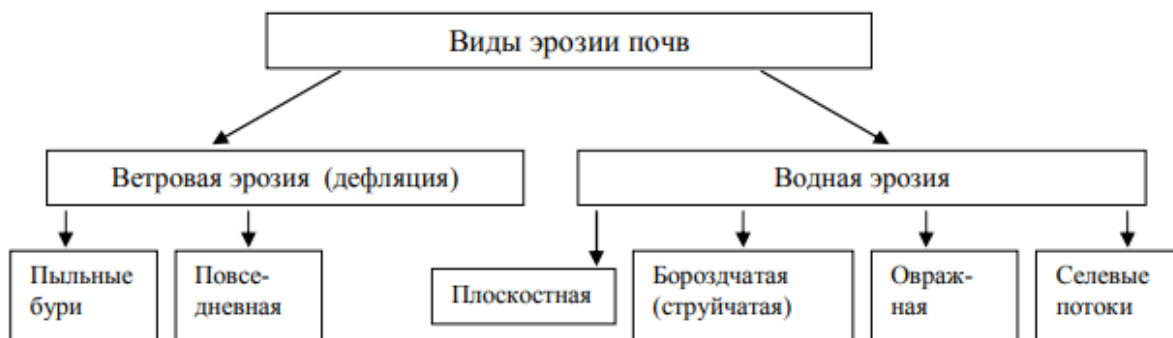 Виды эрозии почв
Ветровая эрозия (дефляция)
Водная эрозия
Пыльные
бури
Повсе-
дневная
Плоскостная
Бороздчатая
(струйчатая)
Овраж-
ная
Селевые
потоки